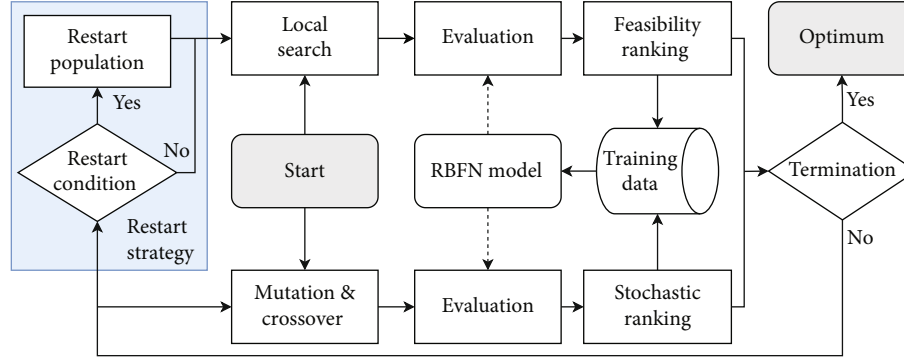 Restart
population
Local
search
Evaluation
Feasibility
ranking
Optimum
Yes
Yes
Restart
condition
No
Start
RBFN model
Training
data
Termination
Restart
strategy
No
Mutation &
crossover
Evaluation
Stochastic
ranking